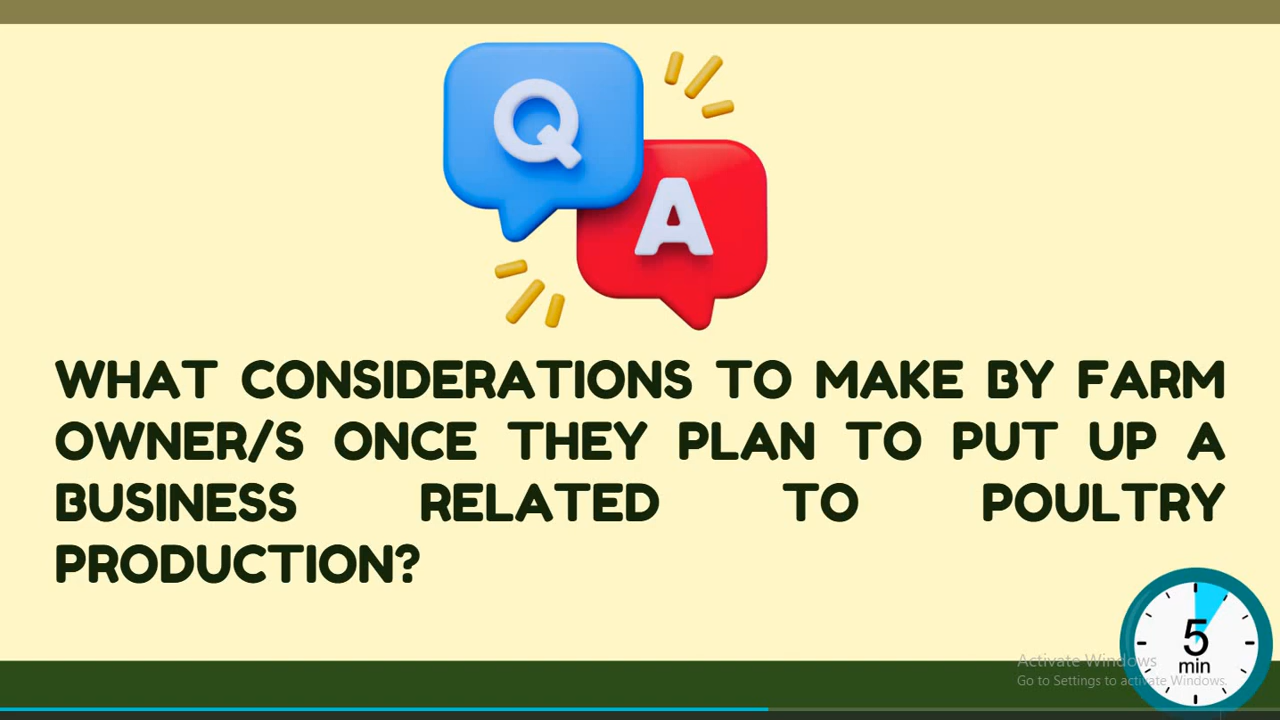 Q
A
WHAT CONSIDERATIONS TO MAKE BY FARM
OWNER/S ONCE THEY PLAN TO PUT UP A
BUSINESS RELATED TO POULTRY
PRODUCTION?
5
min
Activate Windows
Go to Settings to activate Windows.